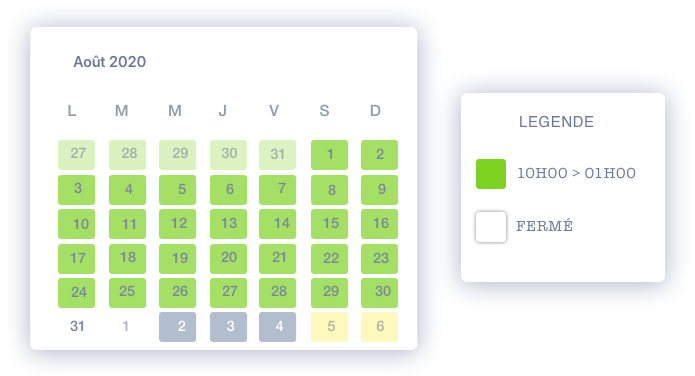 Août 2020
L M M J V S D
27 28 29 30 31 1 2
3 4 5 6 7 8 9
10 11 12 13 14 15 16
17 18 19 20 21 22 23
24 25 26 27 28 29 30
31 1 2 3 4 5 6
LEGENDE
10H00 > 01H00
FERMÉ